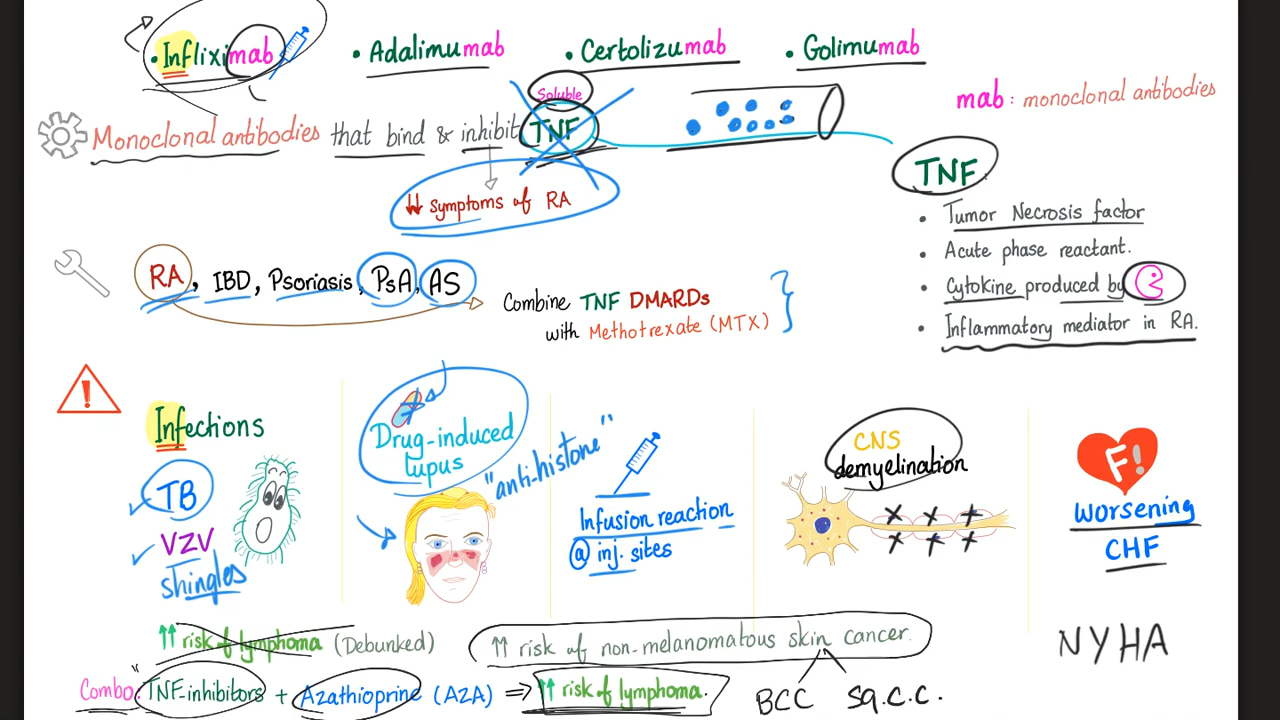 • Infliximab
• Adalimumab
• Certolizumab
• Golimumab
mab: monoclonal antibodies
Soluble
Monoclonal antibodies that bind & inhibit TNF
↓↓ symptoms of RA
TNF
• Tumor Necrosis factor
• Acute phase reactant.
• Cytokine produced by
• Inflammatory mediator in RA.
RA, IBD, Psoriasis, PsA, AS
Combine TNF DMARDs
with Methotrexate (MTX)
Infections
TB
VZV
shingles
Drug-induced
lupus
"anti-histone"
Infusion reaction
@ inj. sites
CNS
demyelination
F!
worsening
CHF
↑↑ risk of lymphoma (Debunked)
↑↑ risk of non-melanomatous skin cancer.
NYHA
Combo: "TNF inhibitors + Azathioprine (AZA) ⇒ ↑↑ risk of lymphoma.
BCC Sq.C.C.